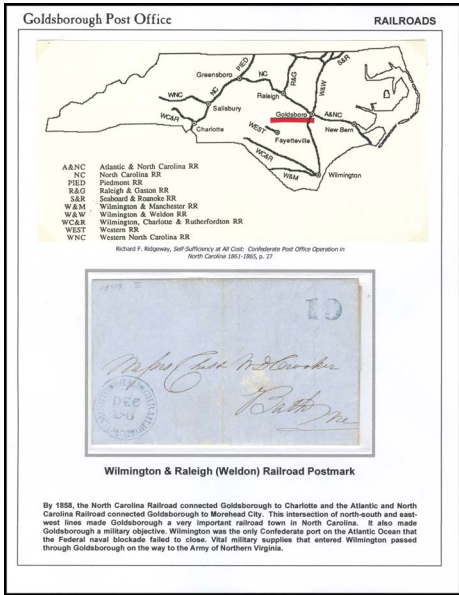 Goldsborough Post Office
RAILROADS
S&R
PIED
Greensboro
NC
R&G
W&W
Raleigh
WNC
NC
Salisbury
Goldsboro
A&NC
WC&R
Charlotte
WEST
New Bern
Fayetteville
WC&R
W&M
Wilmington
A&NC Atlantic & North Carolina RR
NC North Carolina RR
PIED Piedmont RR
R&G Raleigh & Gaston RR
S&R Seaboard & Roanoke RR
W&M Wilmington & Manchester RR
W&W Wilmington & Weldon RR
WC&R Wilmington, Charlotte & Rutherfordton RR
WEST Western RR
WNC Western North Carolina RR
Richard F. Ridgeway, Self-Sufficiency at All Cost: Confederate Post Office Operation in
North Carolina 1861-1865, p. 27
10
Messrs Chas & W D Crooker
Bath
Me
DEC
26
Wilmington & Raleigh (Weldon) Railroad Postmark
By 1858, the North Carolina Railroad connected Goldsborough to Charlotte and the Atlantic and North
Carolina Railroad connected Goldsborough to Morehead City. This intersection of north-south and east-
west lines made Goldsborough a very important railroad town in North Carolina. It also made
Goldsborough a military objective. Wilmington was the only Confederate port on the Atlantic Ocean that
the Federal naval blockade failed to close. Vital military supplies that entered Wilmington passed
through Goldsborough on the way to the Army of Northern Virginia.